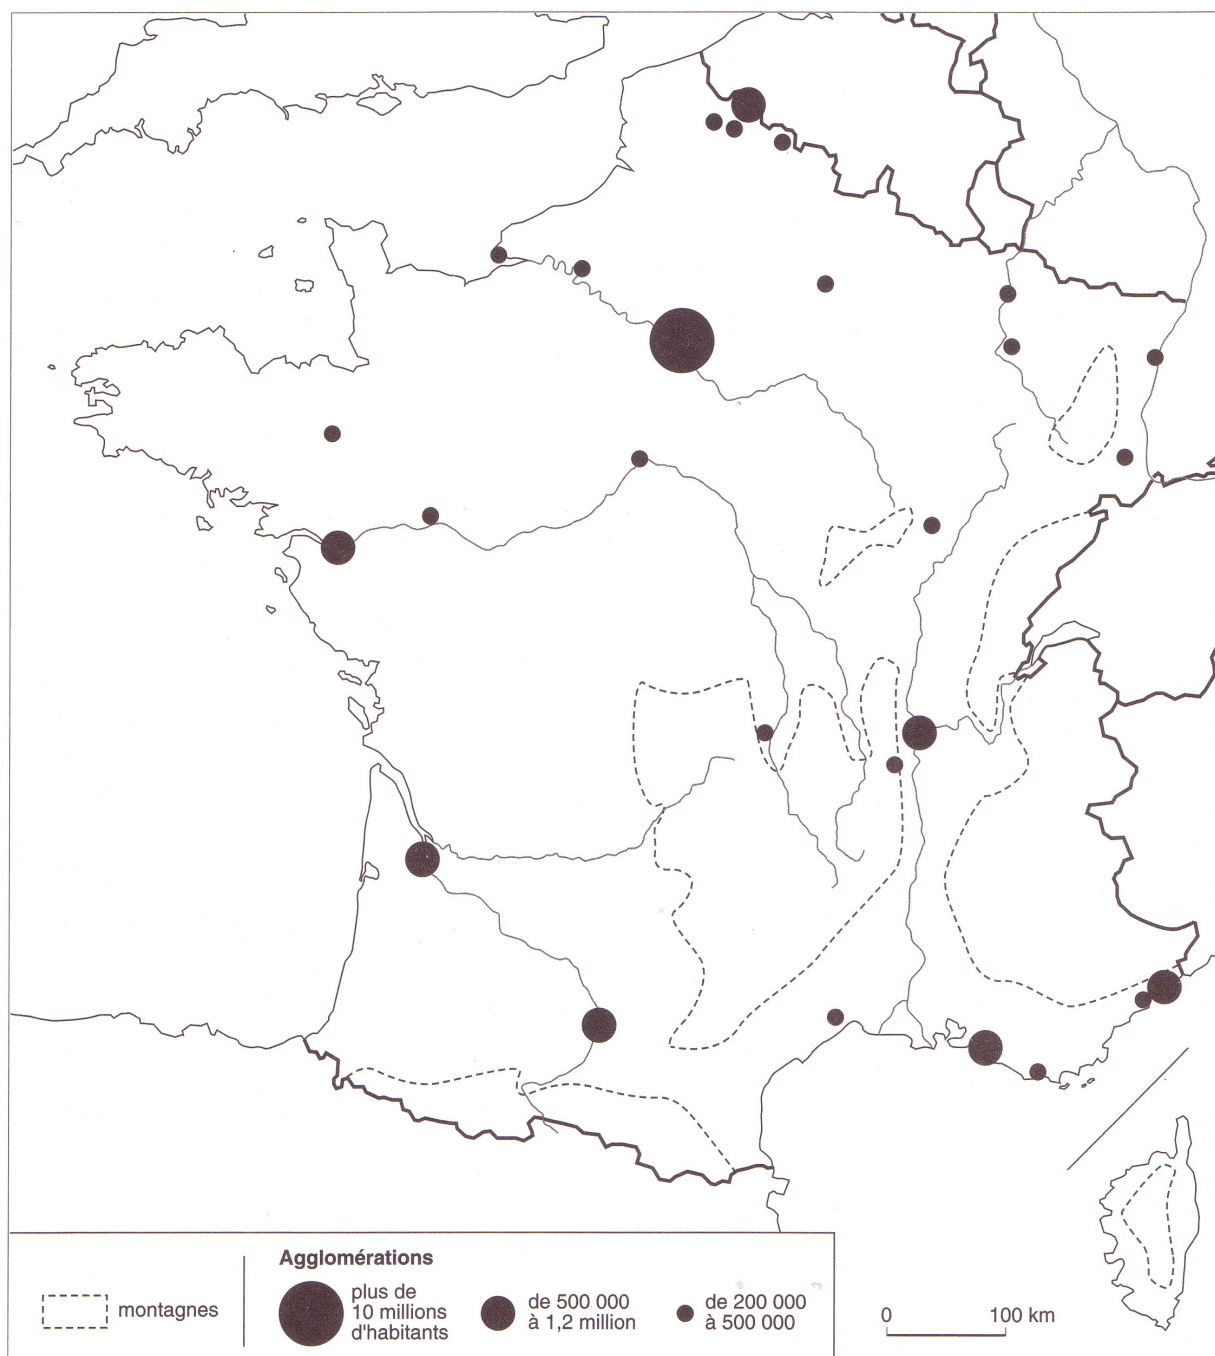 Agglomérations
montagnes
plus de
10 millions
d'habitants
de 500 000
à 1,2 million
de 200 000
à 500 000
0 100 km